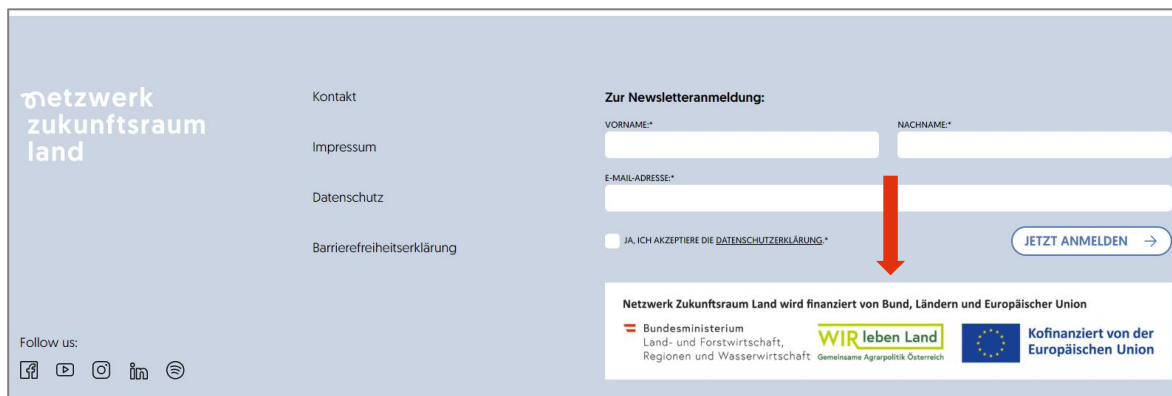 netzwerk
zukunftsraum
land
Kontakt
Impressum
Datenschutz
Barrierefreiheitserklärung
Follow us:
in
Zur Newsletteranmeldung:
VORNAME:*
NACHNAME:*
E-MAIL-ADRESSE:*
JA, ICH AKZEPTIERE DIE DATENSCHUTZERKLÄRUNG.*
JETZT ANMELDEN
Netzwerk Zukunftsraum Land wird finanziert von Bund, Ländern und Europäischer Union
Bundesministerium
Land- und Forstwirtschaft,
Regionen und Wasserwirtschaft
WIR leben Land
Gemeinsame Agrarpolitik Österreich
Kofinanziert von der
Europäischen Union